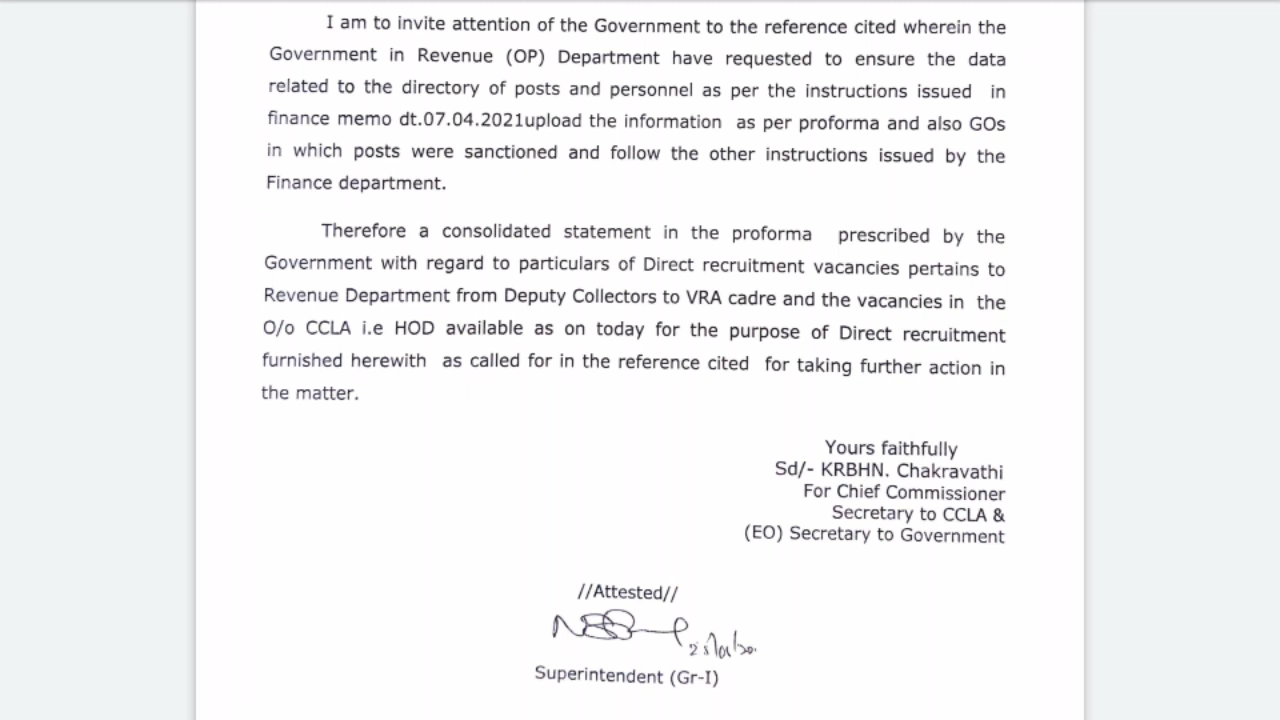 I am to invite attention of the Government to the reference cited wherein the
Government in Revenue (OP) Department have requested to ensure the data
related to the directory of posts and personnel as per the instructions issued in
finance memo dt.07.04.2021upload the information as per proforma and also GOs
in which posts were sanctioned and follow the other instructions issued by the
Finance department.
Therefore a consolidated statement in the proforma prescribed by the
Government with regard to particulars of Direct recruitment vacancies pertains to
Revenue Department from Deputy Collectors to VRA cadre and the vacancies in the
O/o CCLA i.e HOD available as on today for the purpose of Direct recruitment
furnished herewith as called for in the reference cited for taking further action in
the matter.
Yours faithfully
Sd/- KRBHN. Chakravathi
For Chief Commissioner
Secretary to CCLA &
(EO) Secretary to Government
//Attested//
Superintendent (Gr-I)